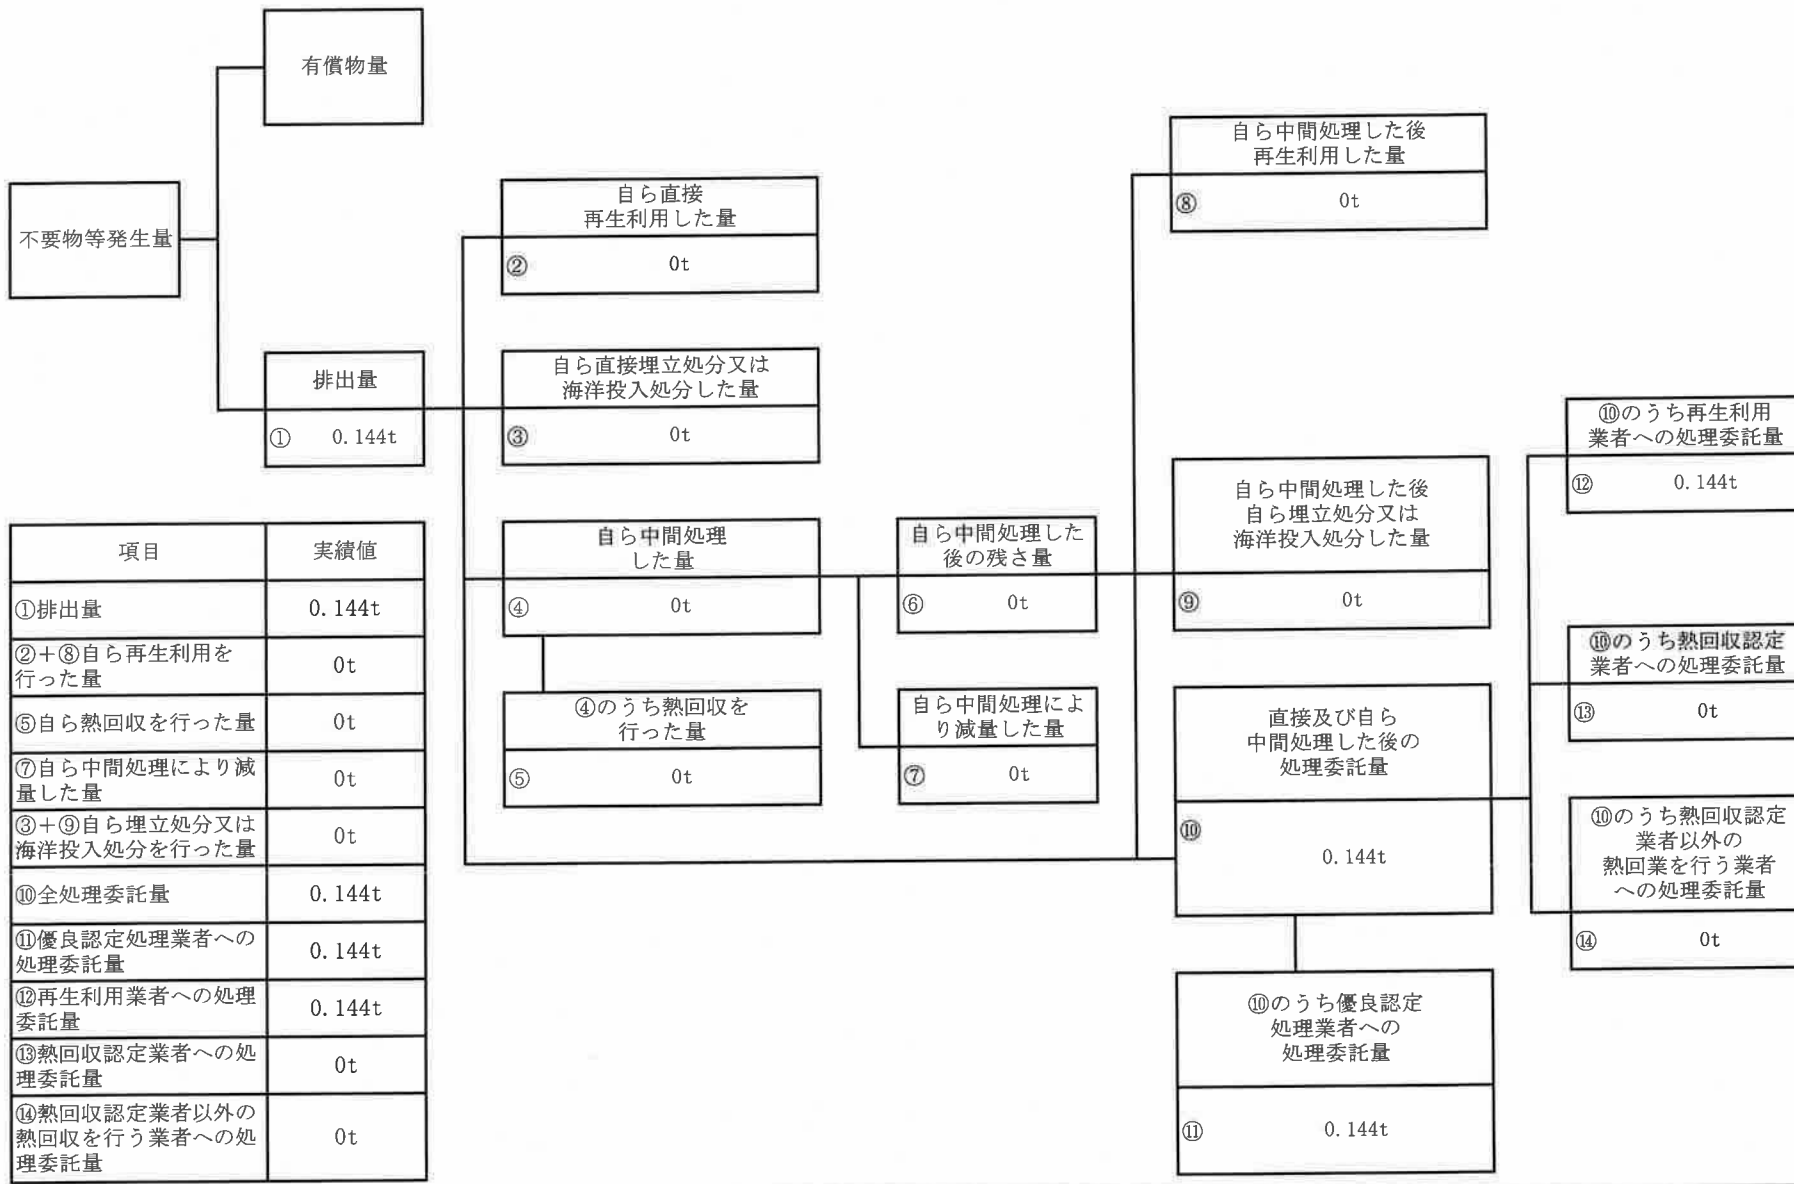 有償物量
不要物等発生量
排出量
① 0.144t
自ら直接
再生利用した量
② 0t
自ら直接埋立処分又は
海洋投入処分した量
③ 0t
自ら中間処理
した量
④ 0t
④のうち熱回収を
行った量
⑤ 0t
自ら中間処理した
後の残さ量
⑥ 0t
自ら中間処理によ
り減量した量
⑦ 0t
自ら中間処理した後
再生利用した量
⑧ 0t
自ら中間処理した後
自ら埋立処分又は
海洋投入処分した量
⑨ 0t
直接及び自ら
中間処理した後の
処理委託量
⑩
0.144t
⑩のうち優良認定
処理業者への
処理委託量
⑪ 0.144t
⑩のうち再生利用
業者への処理委託量
⑫ 0.144t
⑩のうち熱回収認定
業者への処理委託量
⑬ 0t
⑩のうち熱回収認定
業者以外の
熱回業を行う業者
への処理委託量
⑭ 0t
項目 実績値
①排出量 0.144t
②＋⑧自ら再生利用を
行った量 0t
⑤自ら熱回収を行った量 0t
⑦自ら中間処理により減
量した量 0t
③＋⑨自ら埋立処分又は
海洋投入処分を行った量 0t
⑩全処理委託量 0.144t
⑪優良認定処理業者への
処理委託量 0.144t
⑫再生利用業者への処理
委託量 0.144t
⑬熱回収認定業者への処
理委託量 0t
⑭熱回収認定業者以外の
熱回収を行う業者への処
理委託量 0t